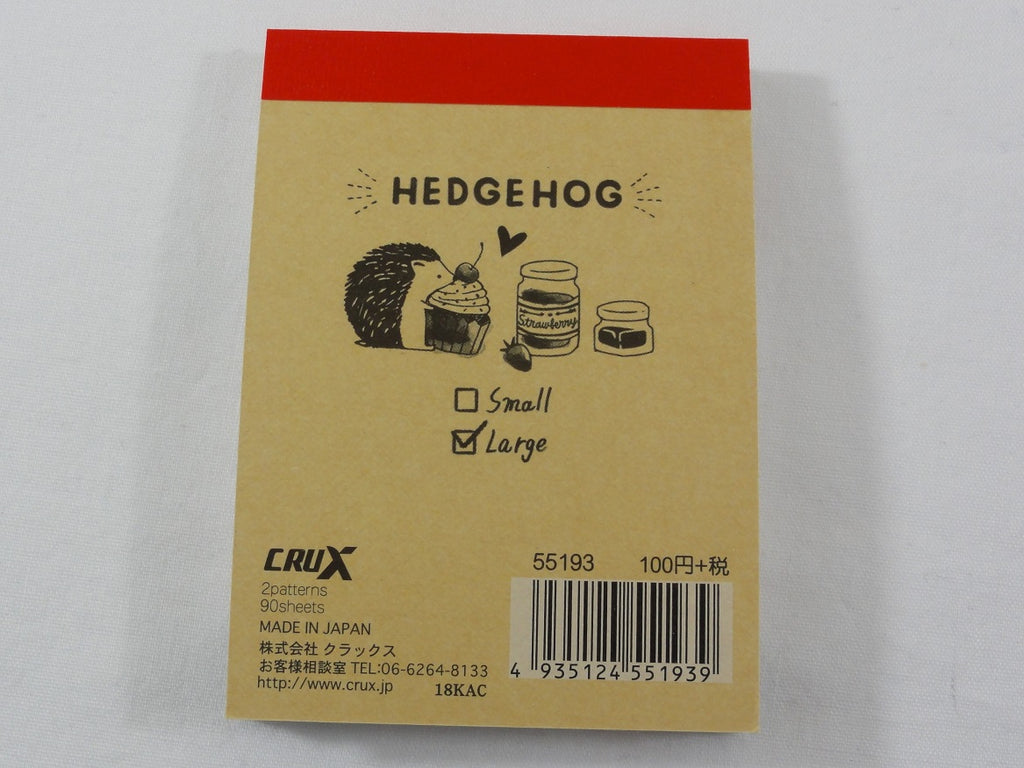 HEDGEHOG
Strawberry
Small
Large
CRUX
2patterns
90sheets
MADE IN JAPAN
株式会社 クラックス
お客様相談室 TEL:06-6264-8133
http://www.crux.jp 18KAC
55193 100円+税
4 935124 551939